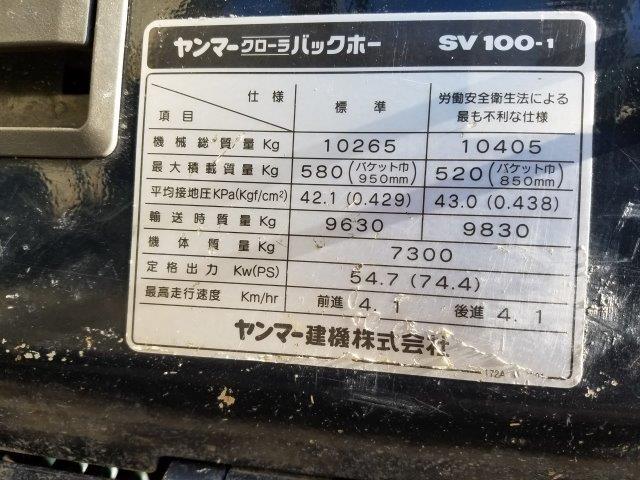 ヤンマークローラバックホー SV100-1
仕様
項目
標準
労働安全衛生法による
最も不利な仕様
機械総質量 Kg 10265 10405
最大積載質量 Kg 580 (バケット巾 950mm) 520 (バケット巾 850mm)
平均接地圧 KPa(Kgf/cm²) 42.1 (0.429) 43.0 (0.438)
輸送時質量 Kg 9630 9830
機体質量 Kg 7300
定格出力 Kw(PS) 54.7 (74.4)
最高走行速度 Km/hr 前進 4.1 後進 4.1
ヤンマー建機株式会社
172A